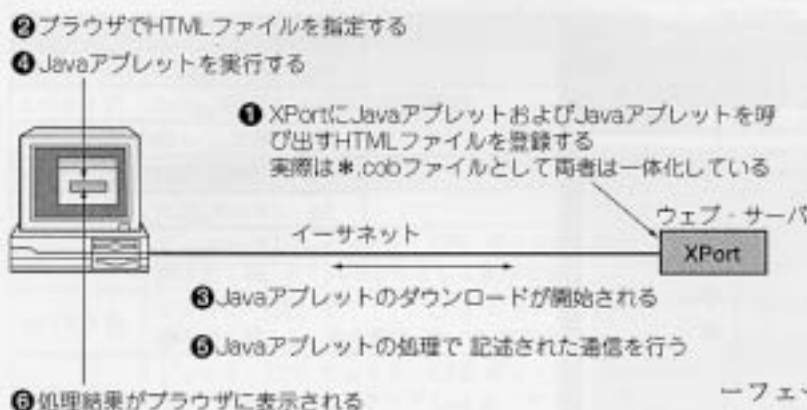 ❷ブラウザでHTMLファイルを指定する
❹Javaアプレットを実行する
❶ XPortにJavaアプレットおよびJavaアプレットを呼
び出すHTMLファイルを登録する
実際は＊.cobファイルとして両者は一体化している
ウェブ・サーバ
XPort
イーサネット
❸Javaアプレットのダウンロードが開始される
❺Javaアプレットの処理で 記述された通信を行う
❻処理結果がブラウザに表示される
ーフェ